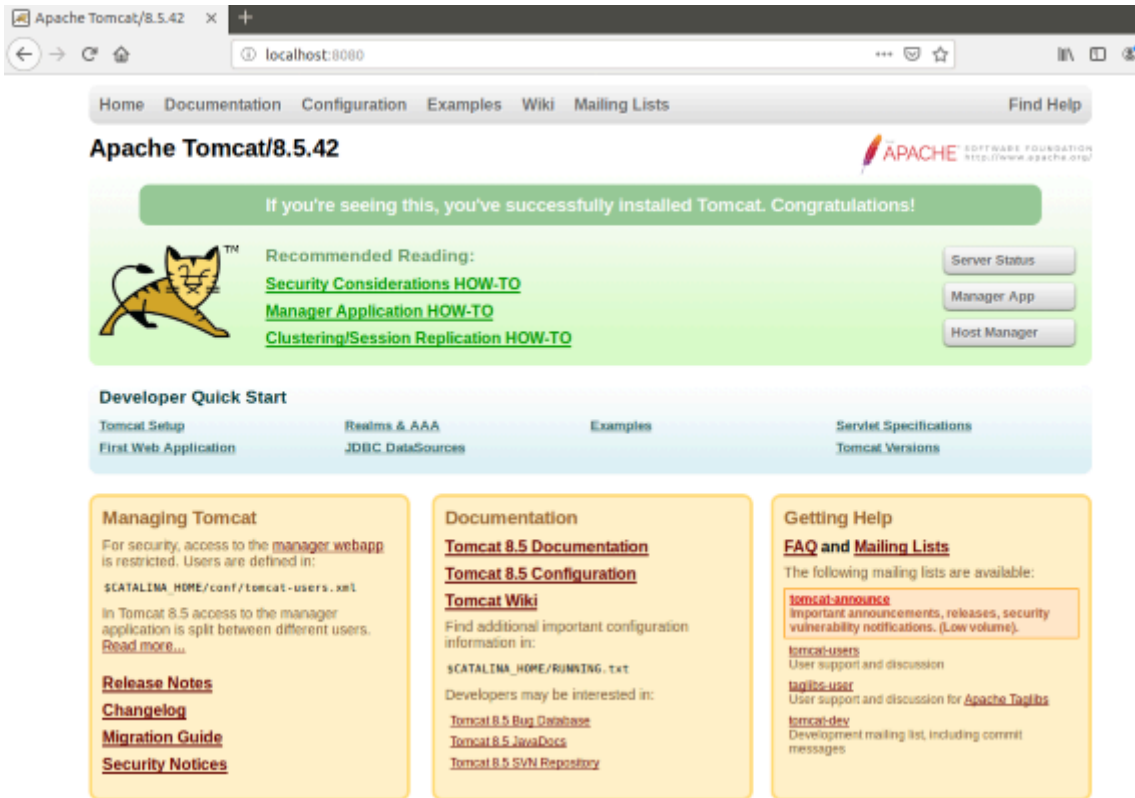 Apache Tomcat/8.5.42
localhost:8080
Home Documentation Configuration Examples Wiki Mailing Lists Find Help
Apache Tomcat/8.5.42
THE APACHE SOFTWARE FOUNDATION
http://www.apache.org/
If you're seeing this, you've successfully installed Tomcat. Congratulations!
TM
Recommended Reading:
Security Considerations HOW-TO
Manager Application HOW-TO
Clustering/Session Replication HOW-TO
Server Status
Manager App
Host Manager
Developer Quick Start
Tomcat Setup
First Web Application
Realms & AAA
JDBC DataSources
Examples
Servlet Specifications
Tomcat Versions
Managing Tomcat
For security, access to the manager webapp
is restricted. Users are defined in:
$CATALINA_HOME/conf/tomcat-users.xml
In Tomcat 8.5 access to the manager
application is split between different users.
Read more...
Release Notes
Changelog
Migration Guide
Security Notices
Documentation
Tomcat 8.5 Documentation
Tomcat 8.5 Configuration
Tomcat Wiki
Find additional important configuration
information in:
$CATALINA_HOME/RUNNING.txt
Developers may be interested in:
Tomcat 8.5 Bug Database
Tomcat 8.5 JavaDocs
Tomcat 8.5 SVN Repository
Getting Help
FAQ and Mailing Lists
The following mailing lists are available:
tomcat-announce
Important announcements, releases, security
vulnerability notifications. (Low volume).
tomcat-users
User support and discussion
taglibs-user
User support and discussion for Apache Taglibs
tomcat-dev
Development mailing list, including commit
messages